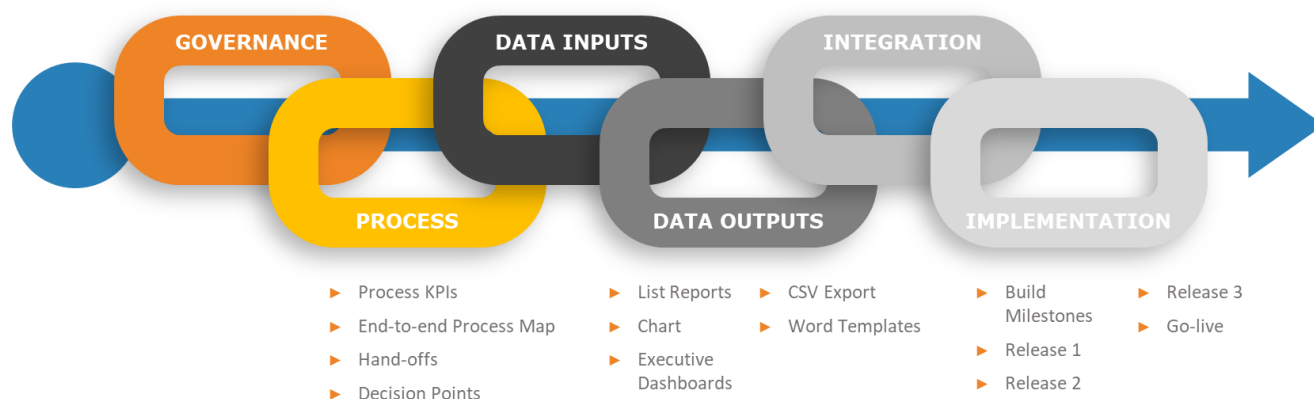 GOVERNANCE
DATA INPUTS
INTEGRATION
PROCESS
DATA OUTPUTS
IMPLEMENTATION
► Process KPIs
► End-to-end Process Map
► Hand-offs
► Decision Points
► List Reports
► Chart
► Executive
Dashboards
► CSV Export
► Word Templates
► Build
Milestones
► Release 1
► Release 2
► Release 3
► Go-live